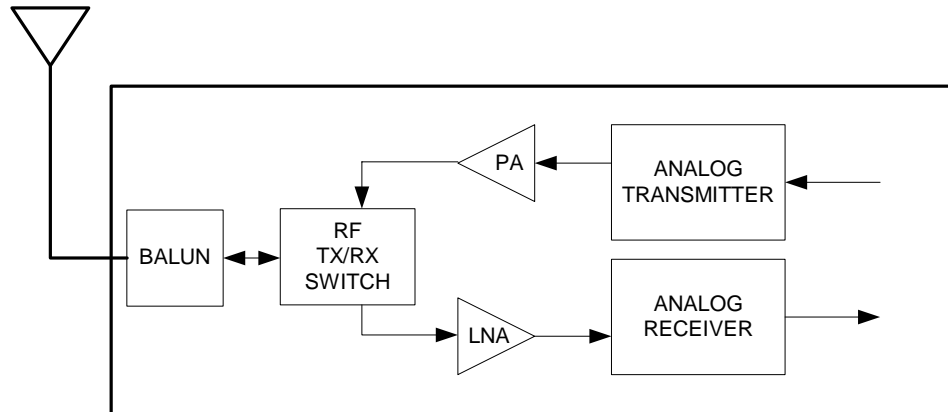 PA
ANALOG
TRANSMITTER
BALUN
RF
TX/RX
SWITCH
LNA
ANALOG
RECEIVER